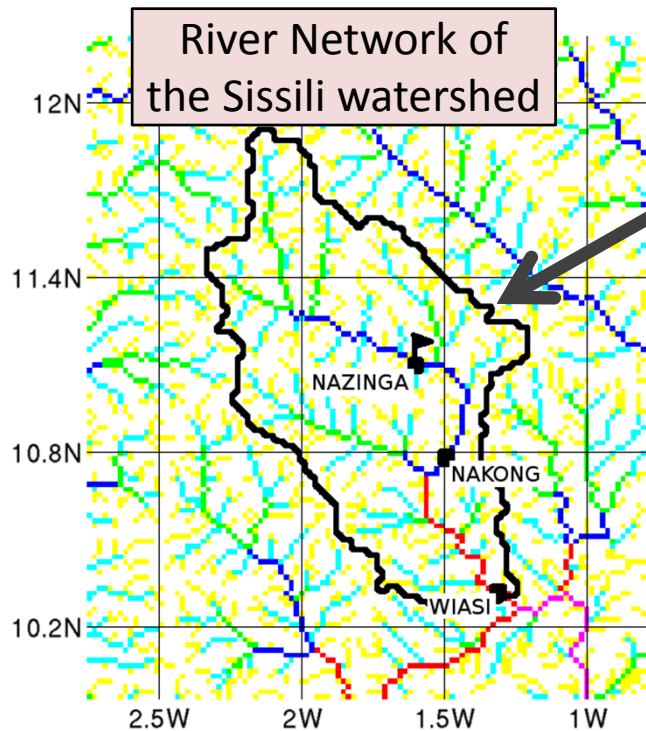 River Network of
the Sissili watershed
12N
11.4N
NAZINGA
10.8N
NAKONG
WIASI
10.2N
2.5W 2W 1.5W 1W